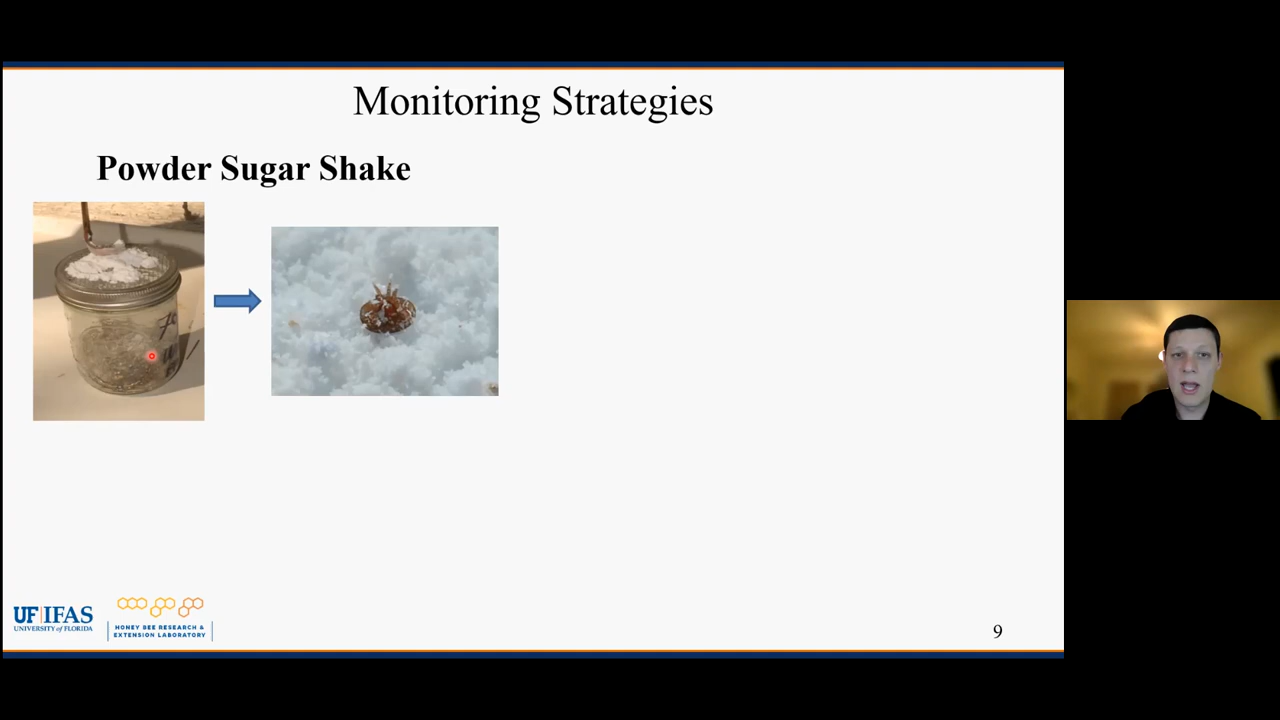 Monitoring Strategies
Powder Sugar Shake
UF|IFAS
UNIVERSITY of FLORIDA
HONEY BEE RESEARCH &
EXTENSION LABORATORY
9